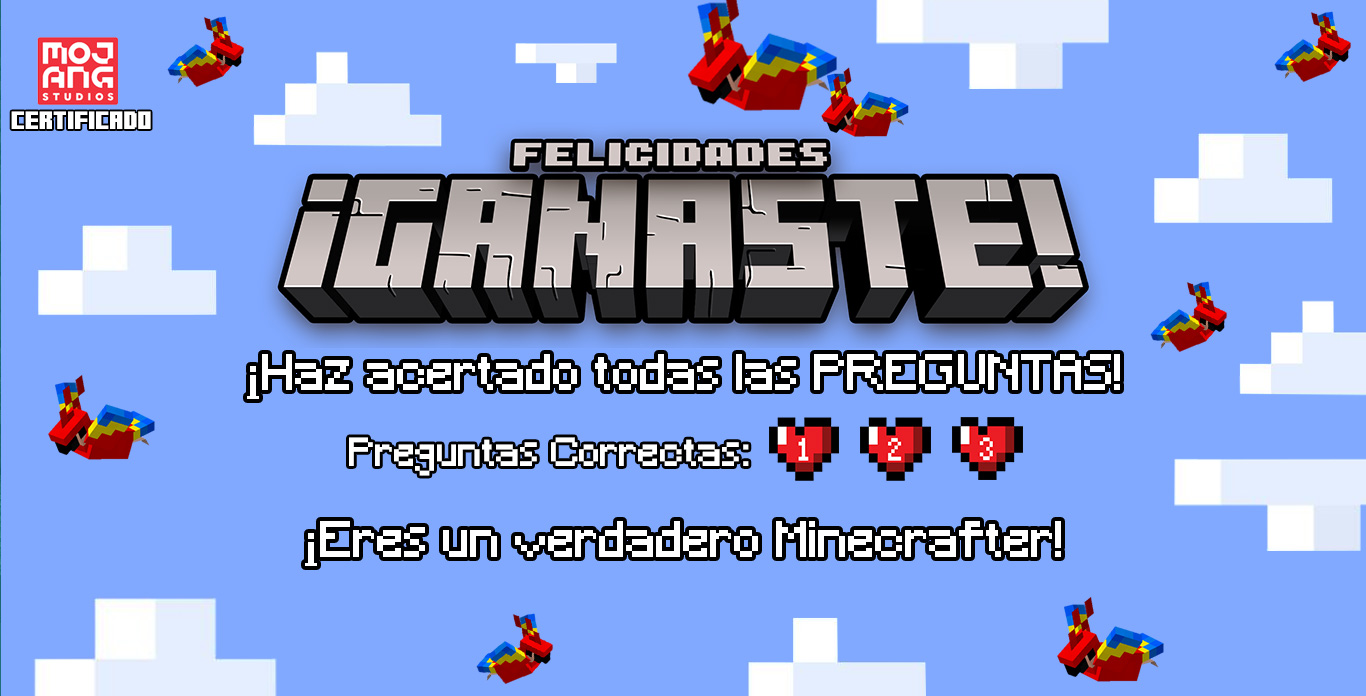 MOJ
ANG
STUDIOS
CERTIFICADO
FELICIDADES
¡GANASTE!
¡Haz acertado todas las PREGUNTAS!
Preguntas Correctas: 1 2 3
¡Eres un verdadero Minecrafter!